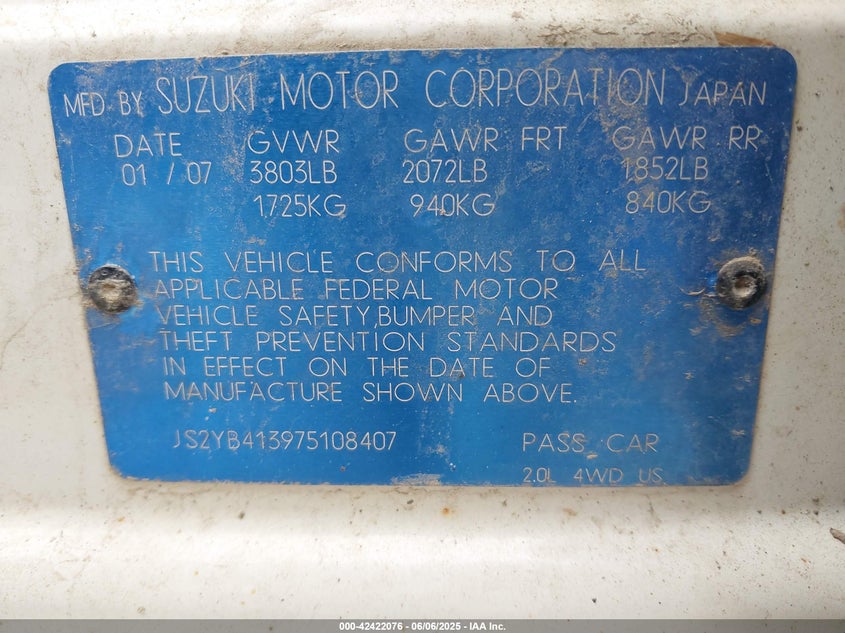 MFD BY SUZUKI MOTOR CORPORATION JAPAN
DATE GVWR GAWR FRT GAWR RR
01 / 07 3803LB 2072LB 1852LB
1725KG 940KG 840KG
THIS VEHICLE CONFORMS TO ALL
APPLICABLE FEDERAL MOTOR
VEHICLE SAFETY,BUMPER AND
THEFT PREVENTION STANDARDS
IN EFFECT ON THE DATE OF
MANUFACTURE SHOWN ABOVE.
JS2YB413975108407 PASS CAR
2.0L 4WD US
000-42422076 | 06/06/2025 - IAA Inc.